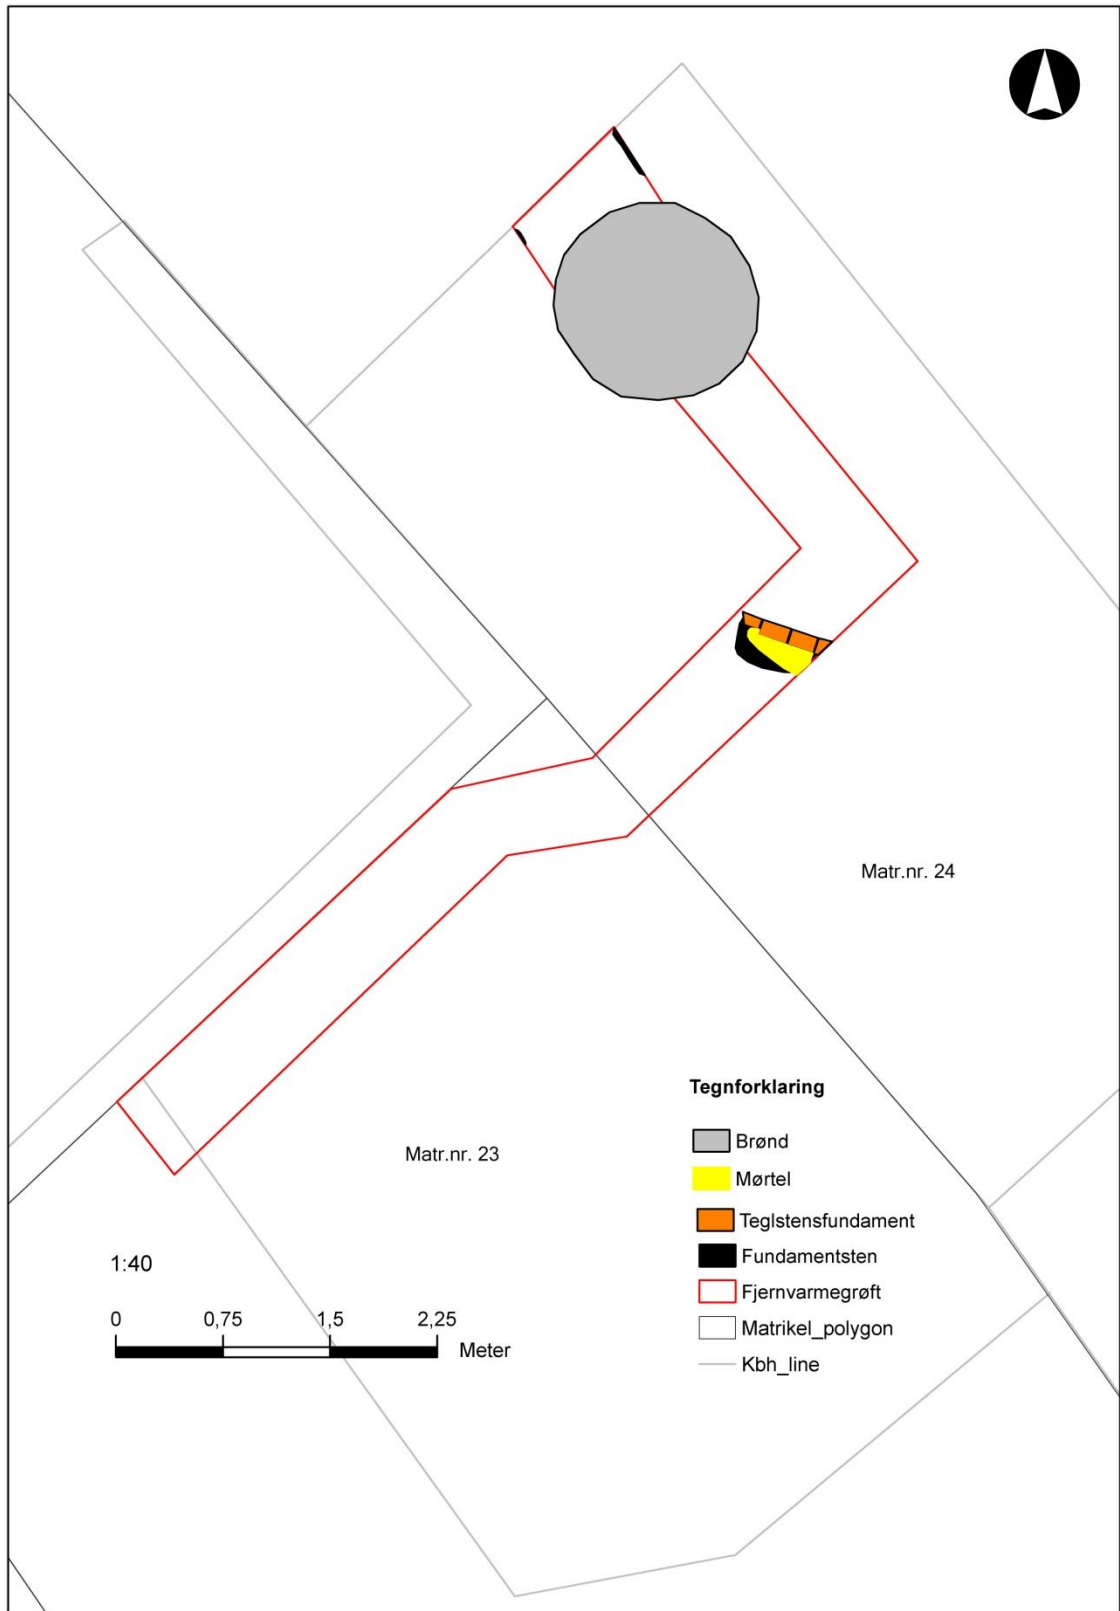 Matr.nr. 24
Matr.nr. 23
Tegnforklaring
Brønd
Mørtel
Teglstensfundament
Fundamentsten
Fjernvarmegrøft
Matrikel_polygon
Kbh_line
1:40
0 0,75 1,5 2,25
Meter